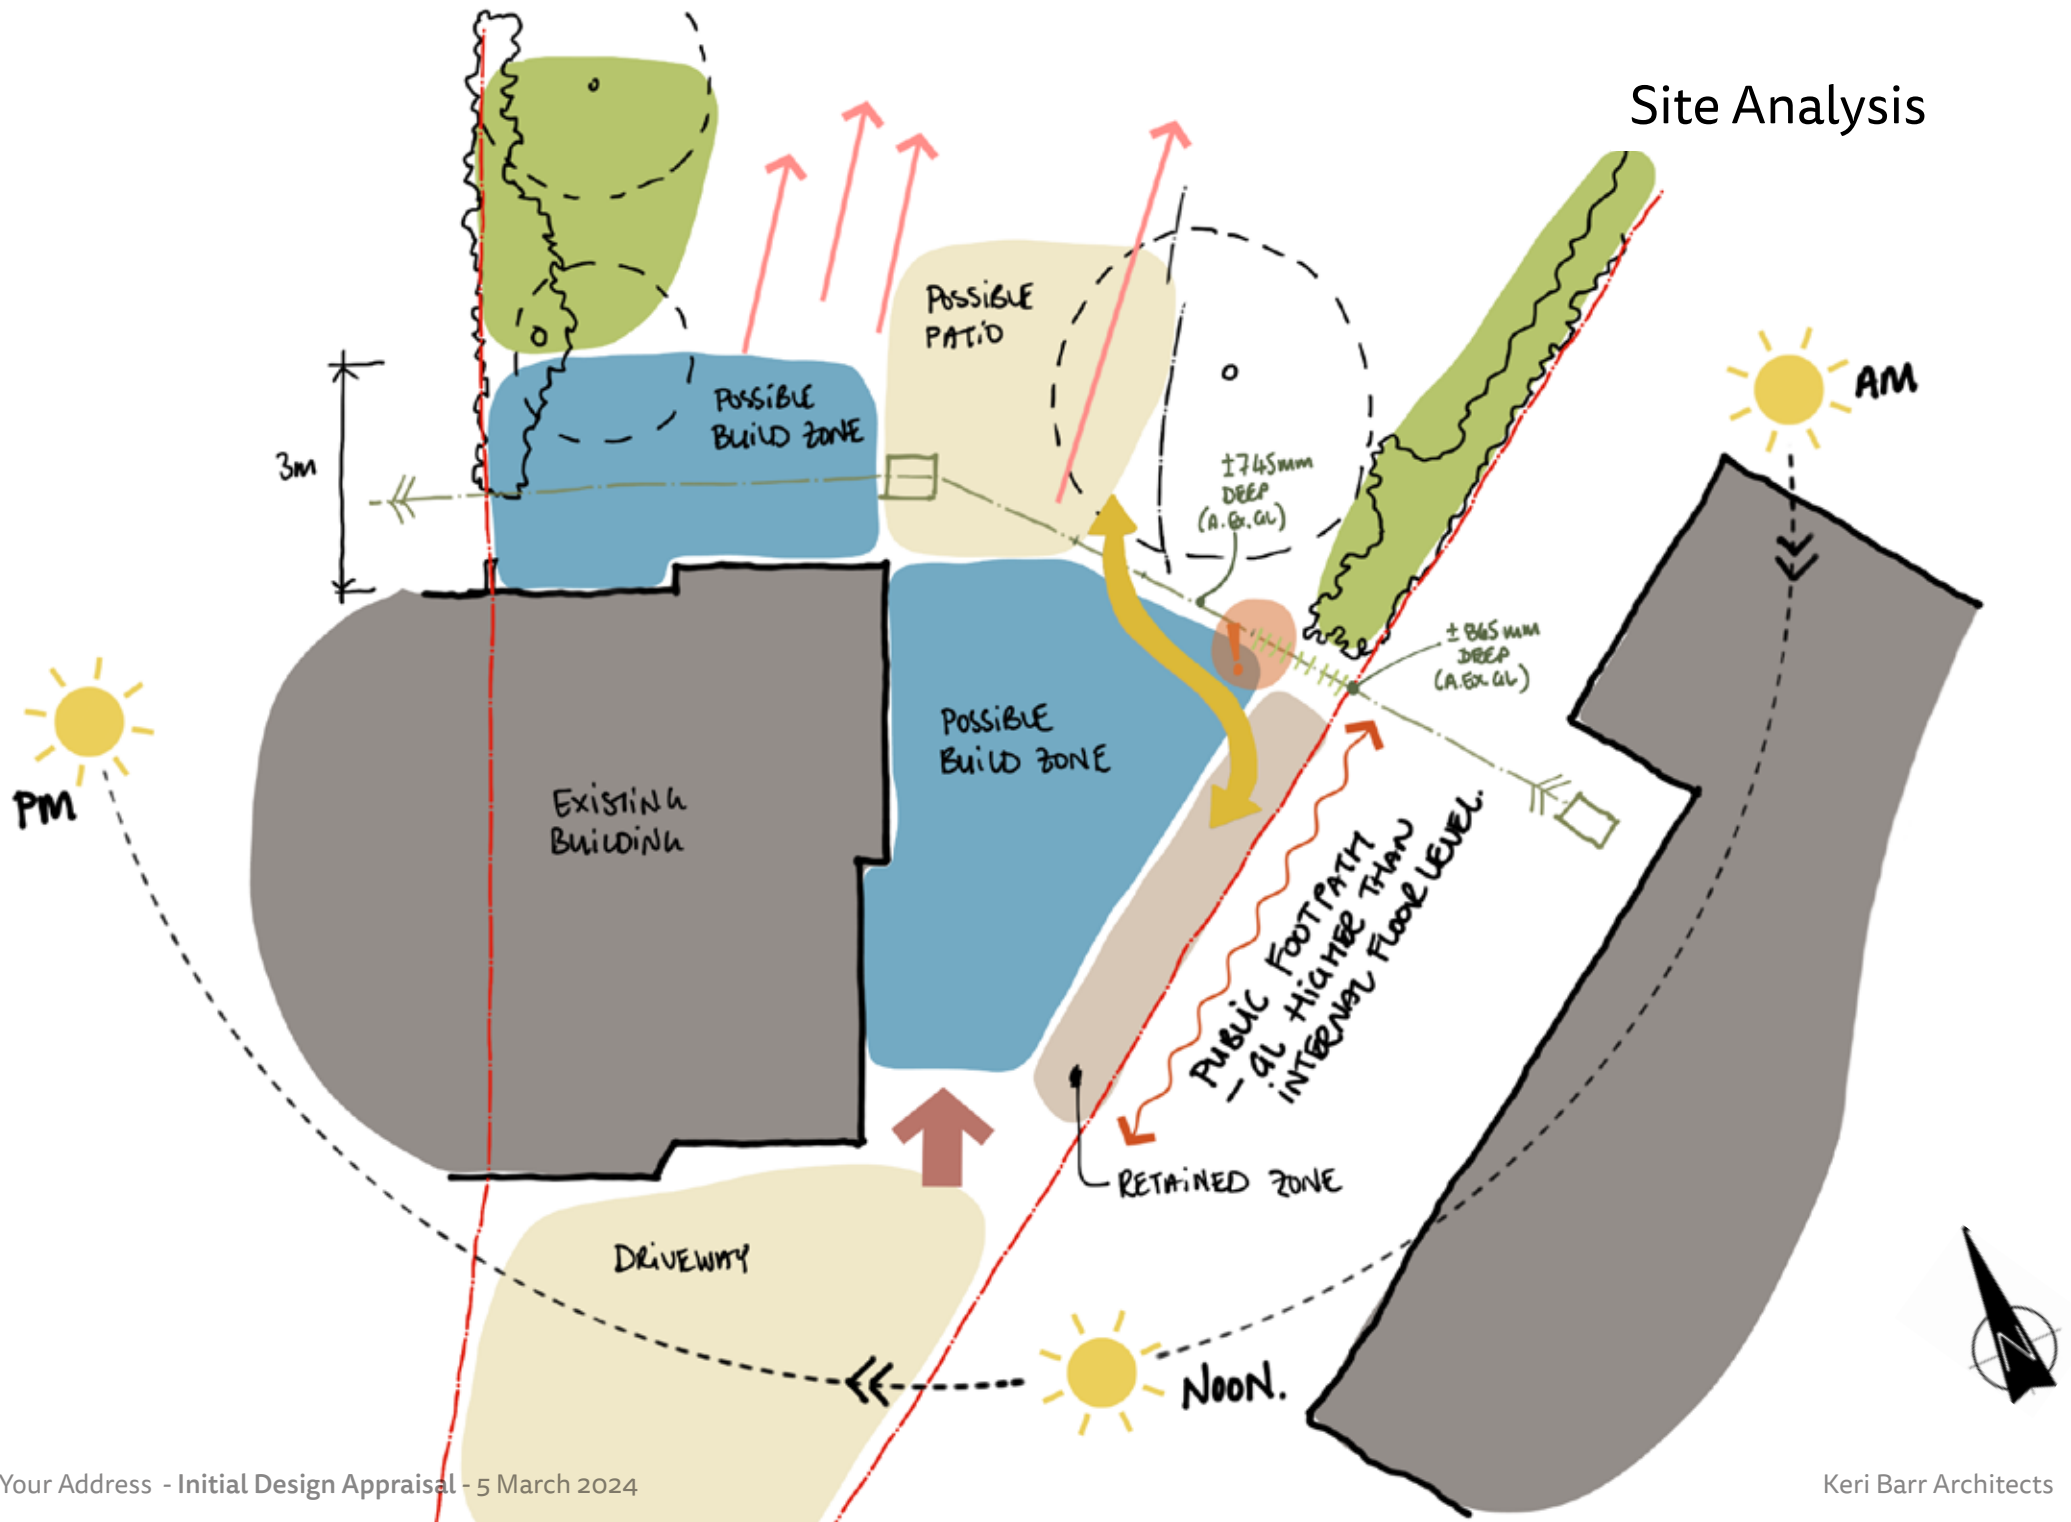 Site Analysis
POSSIBLE
PATIO
AM
POSSIBLE
BUILD ZONE
3m
±745mm
DEEP
(A.EX.GL)
!
±865mm
DEEP
(A.EX GL)
PM
POSSIBLE
BUILD ZONE
EXISTING
BUILDING
PUBLIC FOOTPATH
- GL HIGHER THAN
INTERNAL FLOOR LEVEL.
RETAINED ZONE
DRIVEWAY
N
NOON.
Your Address - Initial Design Appraisal - 5 March 2024
Keri Barr Architects